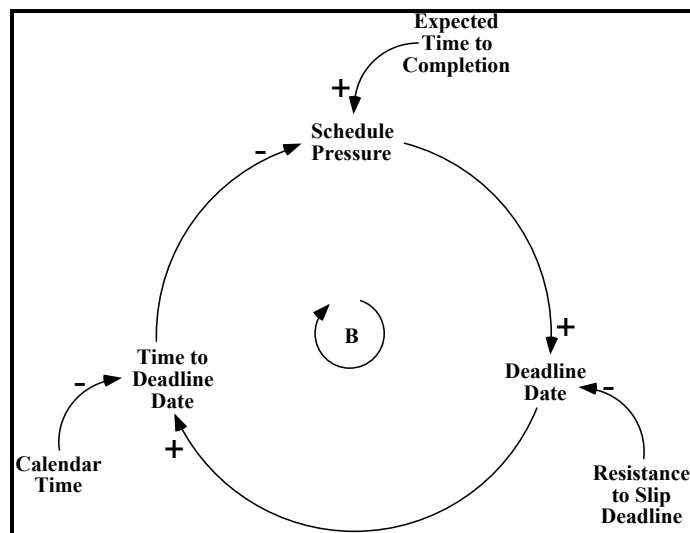 Expected
Time to
Completion
+
Schedule
Pressure
-
B
+
Time to
Deadline
Date
Deadline
Date
-
-
+
Calendar
Time
Resistance
to Slip
Deadline